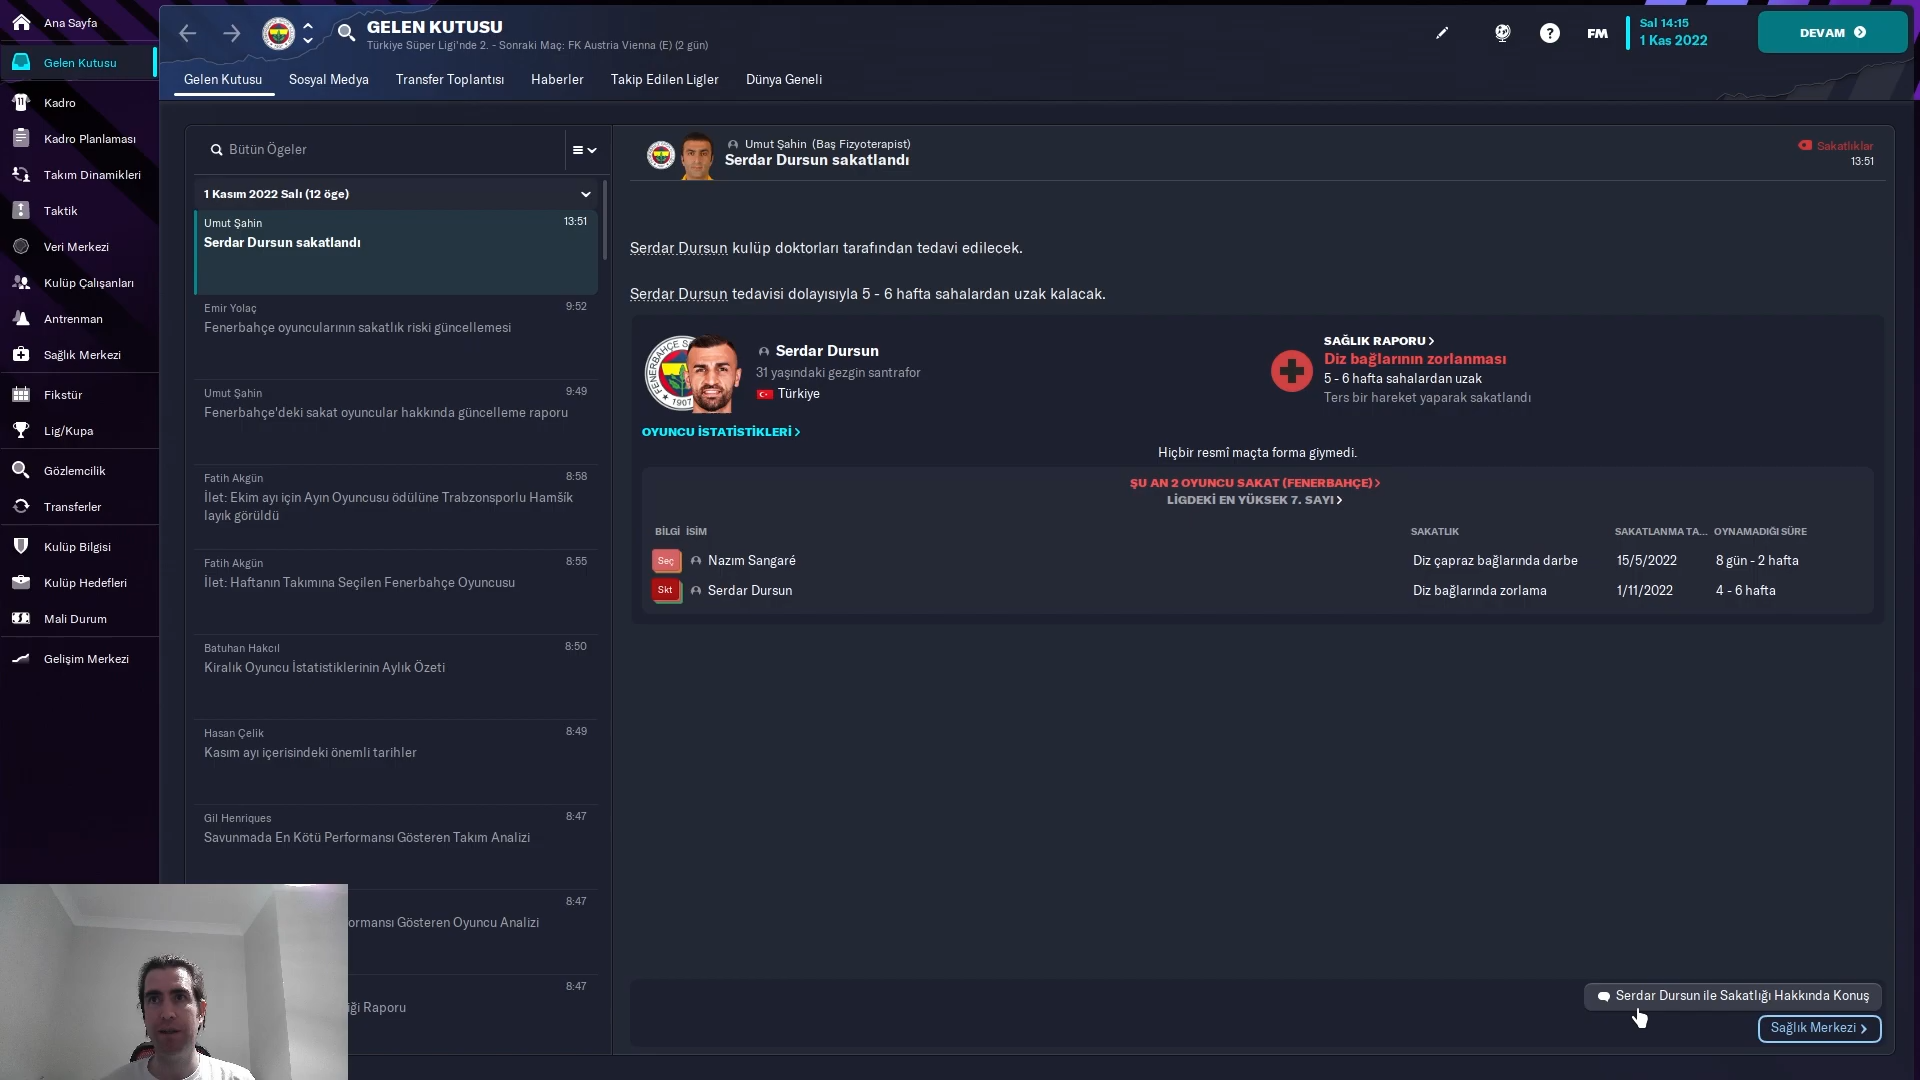 Ana Sayfa
Gelen Kutusu
Kadro
Kadro Planlaması
Takım Dinamikleri
Taktik
Veri Merkezi
Kulüp Çalışanları
Antrenman
Sağlık Merkezi
Fikstür
Lig/Kupa
Gözlemcilik
Transferler
Kulüp Bilgisi
Kulüp Hedefleri
Mali Durum
Gelişim Merkezi
GELEN KUTUSU
Türkiye Süper Ligi'nde 2. - Sonraki Maç: FK Austria Vienna (E) (2 gün)
FM
Sal 14:15
1 Kas 2022
DEVAM
Gelen Kutusu
Sosyal Medya
Transfer Toplantısı
Haberler
Takip Edilen Ligler
Dünya Geneli
Bütün Ögeler
1 Kasım 2022 Salı (12 öge)
Umut Şahin 13:51
Serdar Dursun sakatlandı
Emir Yolaç 9:52
Fenerbahçe oyuncularının sakatlık riski güncellemesi
Umut Şahin 9:49
Fenerbahçe'deki sakat oyuncular hakkında güncelleme raporu
Fatih Akgün 8:58
İlet: Ekim ayı için Ayın Oyuncusu ödülüne Trabzonsporlu Hamšík
layık görüldü
Fatih Akgün 8:55
İlet: Haftanın Takımına Seçilen Fenerbahçe Oyuncusu
Batuhan Hakcıl 8:50
Kiralık Oyuncu İstatistiklerinin Aylık Özeti
Hasan Çelik 8:49
Kasım ayı içerisindeki önemli tarihler
Gil Henriques 8:47
Savunmada En Kötü Performansı Gösteren Takım Analizi
8:47
ormansı Gösteren Oyuncu Analizi
8:47
iği Raporu
Umut Şahin (Baş Fizyoterapist)
Serdar Dursun sakatlandı
Sakatlıklar
13:51
Serdar Dursun kulüp doktorları tarafından tedavi edilecek.
Serdar Dursun tedavisi dolayısıyla 5 - 6 hafta sahalardan uzak kalacak.
Serdar Dursun
31 yaşındaki gezgin santrafor
Türkiye
SAĞLIK RAPORU
Diz bağlarının zorlanması
5 - 6 hafta sahalardan uzak
Ters bir hareket yaparak sakatlandı
OYUNCU İSTATİSTİKLERİ
Hiçbir resmî maçta forma giymedi.
ŞU AN 2 OYUNCU SAKAT (FENERBAHÇE)
LİGDEKİ EN YÜKSEK 7. SAYI
BİLGİ İSİM SAKATLIK SAKATLANMA TA... OYNAMADIĞI SÜRE
Seç Nazım Sangaré Diz çapraz bağlarında darbe 15/5/2022 8 gün - 2 hafta
Skt Serdar Dursun Diz bağlarında zorlama 1/11/2022 4 - 6 hafta
Serdar Dursun ile Sakatlığı Hakkında Konuş
Sağlık Merkezi